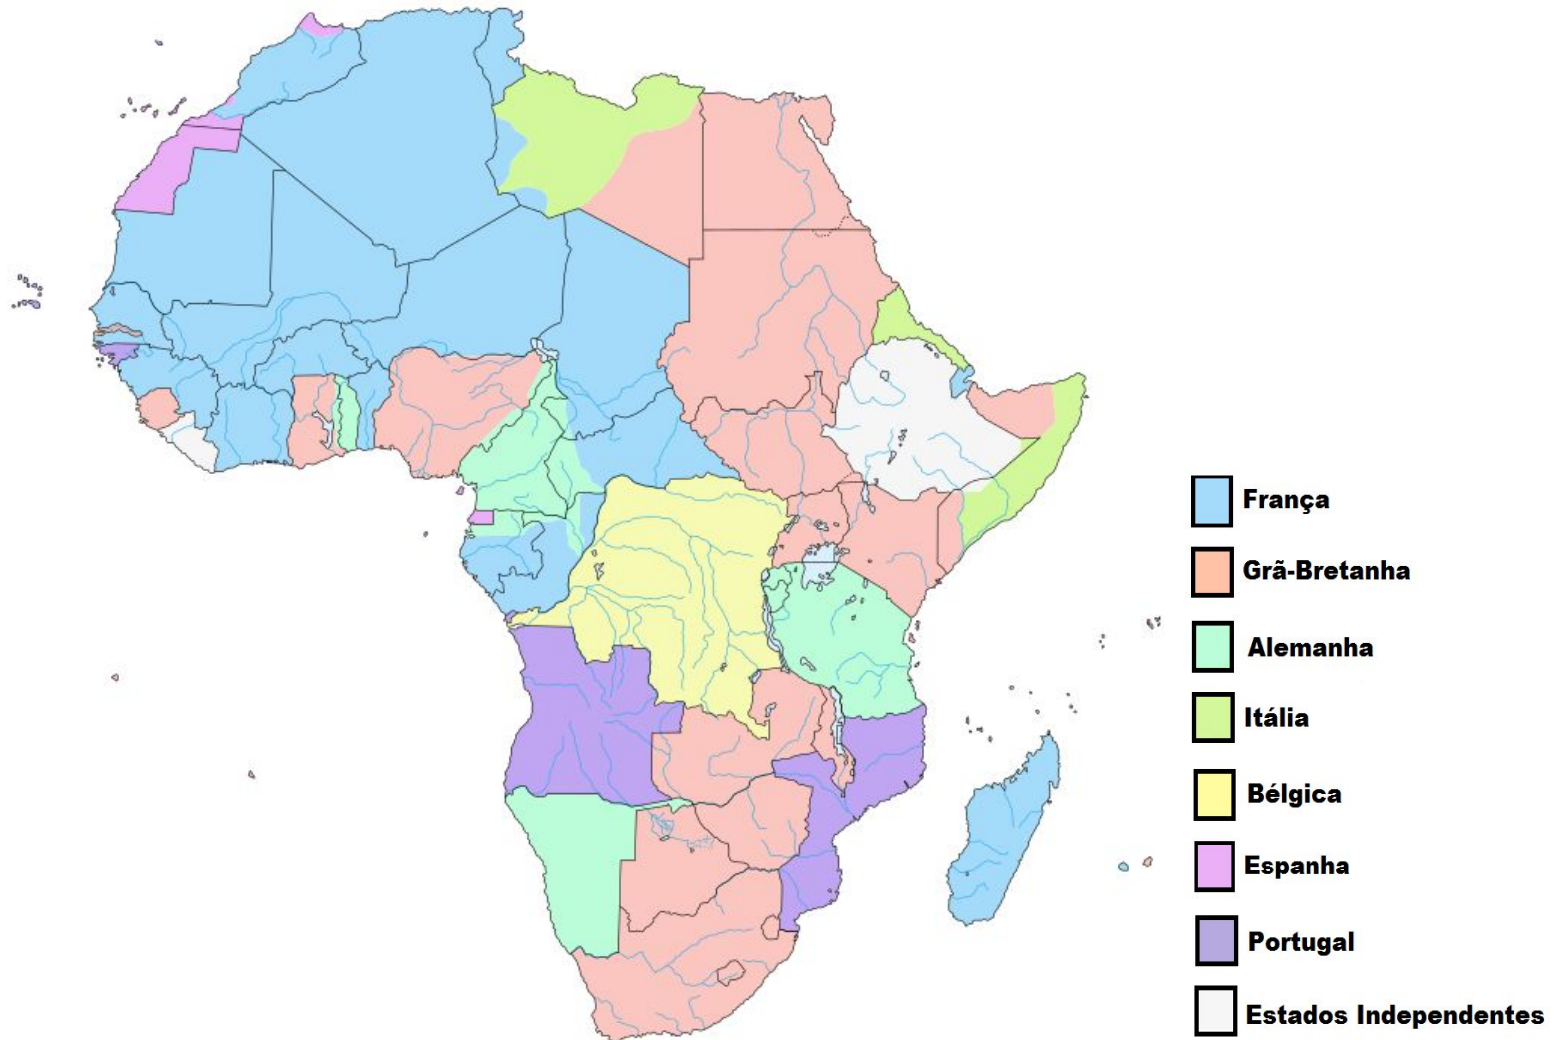 França
Grã-Bretanha
Alemanha
Itália
Bélgica
Espanha
Portugal
Estados Independentes